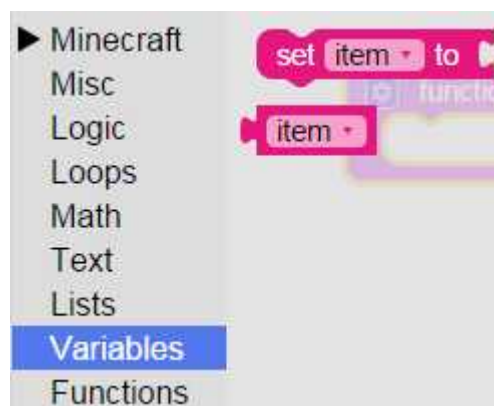 Minecraft
Misc
Logic
Loops
Math
Text
Lists
Variables
Functions
set item to
item